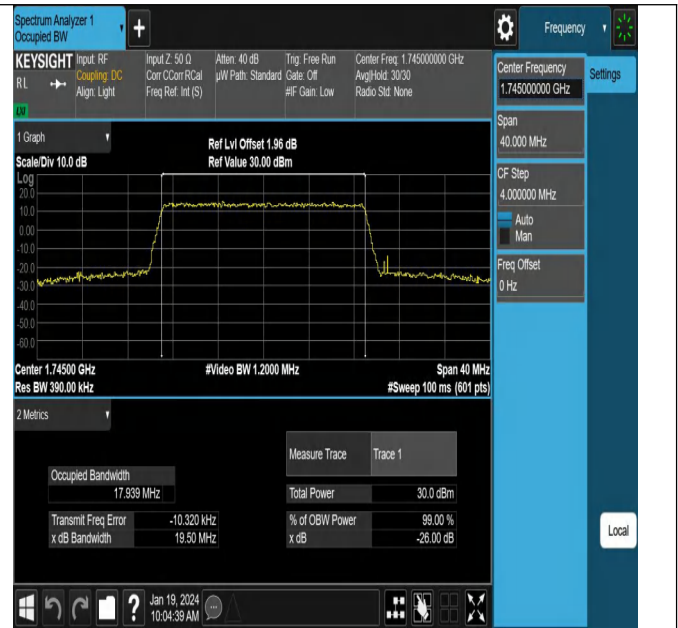 Spectrum Analyzer 1
Occupied BW
+
Frequency
KEYSIGHT Input: RF Input Z: 50 Ω Atten: 40 dB Trig: Free Run Center Freq: 1.745000000 GHz
Coupling: DC Corr CCorr RCal µW Path: Standard Gate: Off Avg|Hold: 30/30
RL Align: Light Freq Ref: Int (S) #IF Gain: Low Radio Std: None
Center Frequency
1.745000000 GHz
Settings
Span
40.000 MHz
CF Step
4.000000 MHz
Auto
Man
Freq Offset
0 Hz
Local
1 Graph
Ref Lvl Offset 1.96 dB
Scale/Div 10.0 dB Ref Value 30.00 dBm
Log
20.0
10.0
0.00
-10.0
-20.0
-30.0
-40.0
-50.0
-60.0
Center 1.74500 GHz #Video BW 1.2000 MHz Span 40 MHz
Res BW 390.00 kHz #Sweep 100 ms (601 pts)
2 Metrics
Measure Trace Trace 1
Occupied Bandwidth
17.939 MHz
Total Power 30.0 dBm
Transmit Freq Error -10.320 kHz % of OBW Power 99.00 %
x dB Bandwidth 19.50 MHz x dB -26.00 dB
? Jan 19, 2024
10:04:39 AM